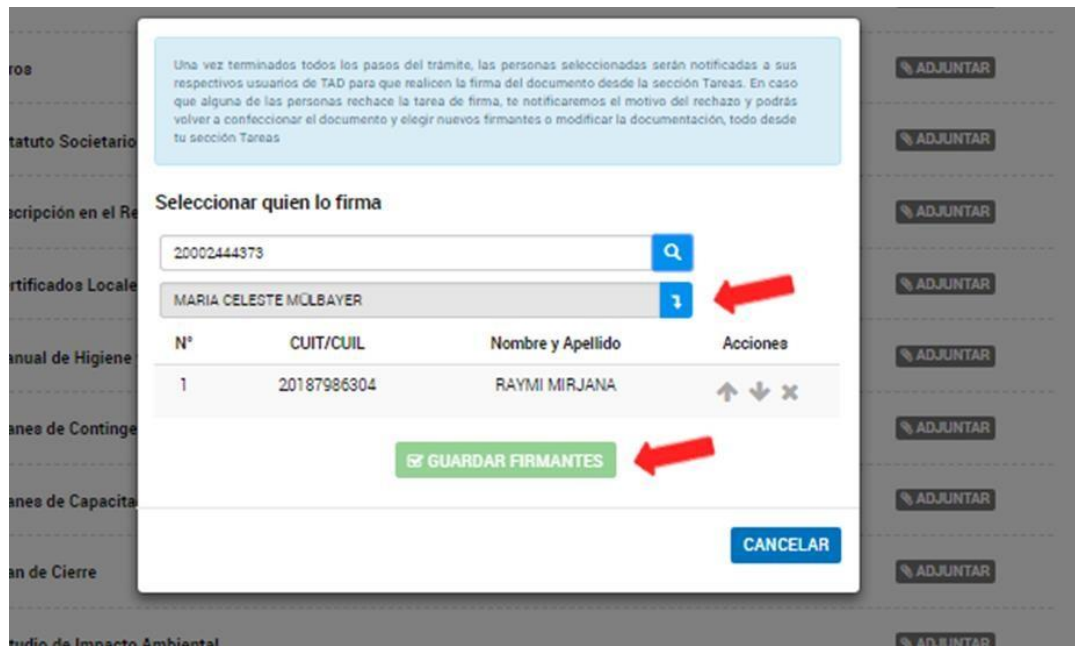 Una vez terminados todos los pasos del trámite, las personas seleccionadas serán notificadas a sus
respectivos usuarios de TAD para que realicen la firma del documento desde la sección Tareas. En caso
que alguna de las personas rechace la tarea de firma, te notificaremos el motivo del rechazo y podrás
volver a confeccionar el documento y elegir nuevos firmantes o modificar la documentación, todo desde
tu sección Tareas
ros ADJUNTAR
tatuto Societario ADJUNTAR
Seleccionar quien lo firma
scripción en el Re ADJUNTAR
20002444373
rtificados Locale ADJUNTAR
MARIA CELESTE MÜLBAYER
N° CUIT/CUIL Nombre y Apellido Acciones
anual de Higiene ADJUNTAR
1 20187986304 RAYMI MIRJANA
anes de Continge ADJUNTAR
GUARDAR FIRMANTES
anes de Capacita ADJUNTAR
CANCELAR
an de Cierre ADJUNTAR
tudio de Impacto Ambiental ADJUNTAR